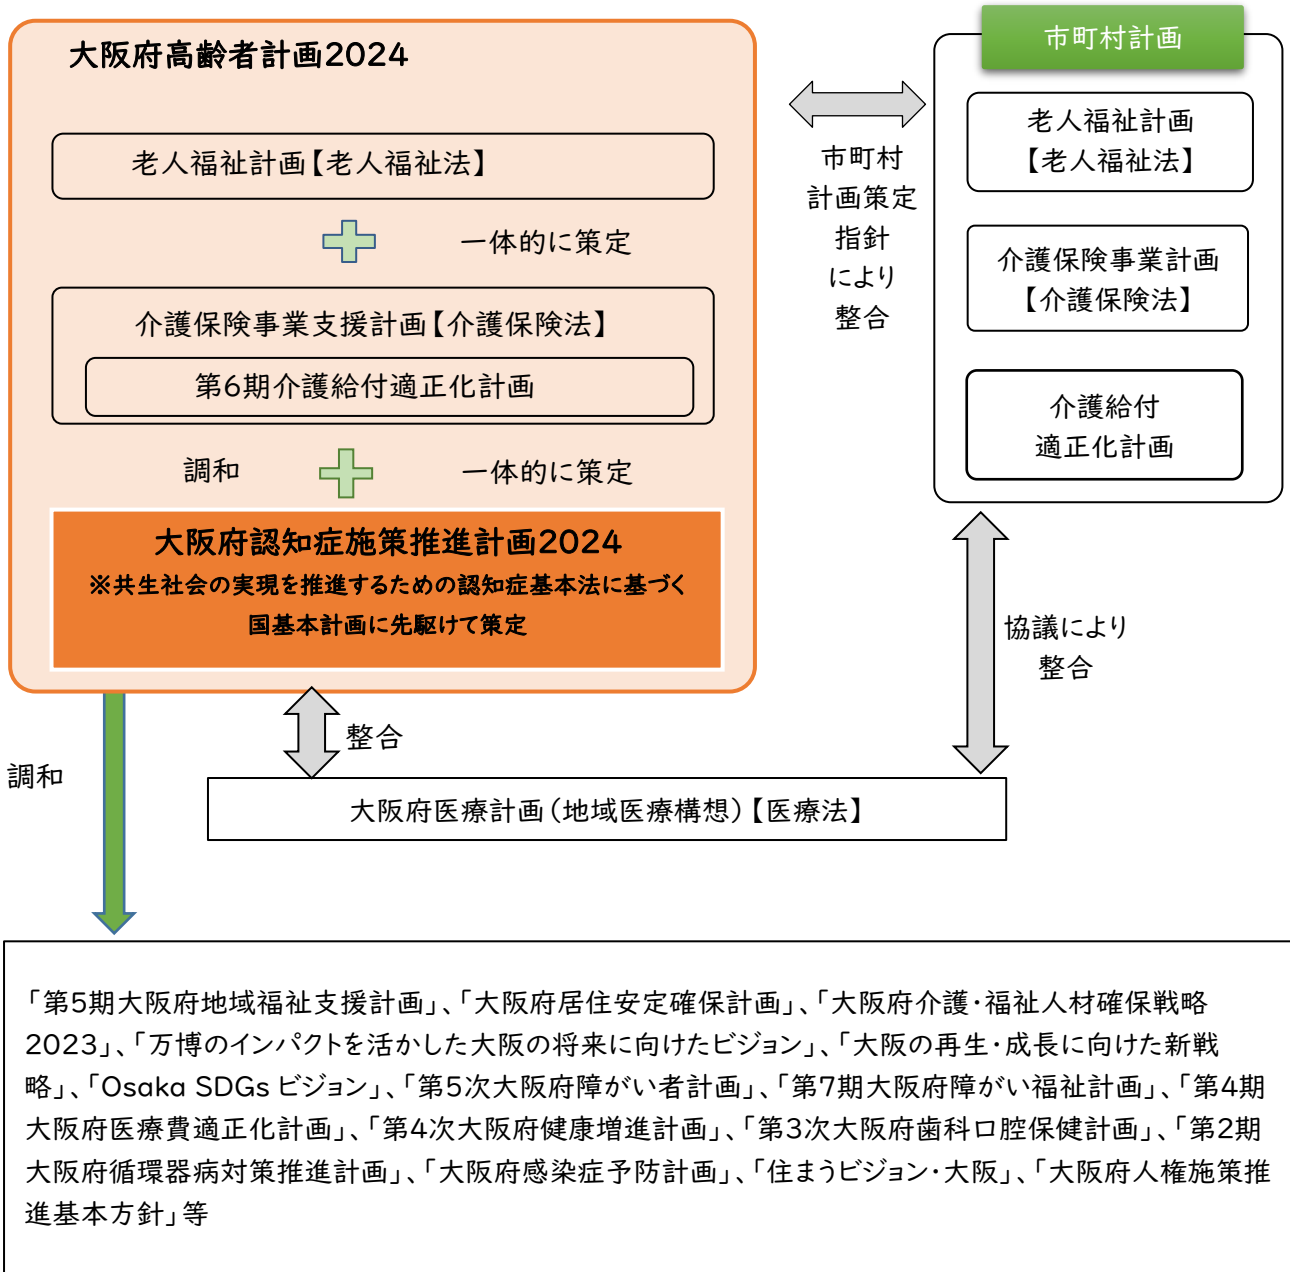 大阪府高齢者計画2024
老人福祉計画【老人福祉法】
一体的に策定
介護保険事業支援計画【介護保険法】
第6期介護給付適正化計画
調和
一体的に策定
大阪府認知症施策推進計画2024
※共生社会の実現を推進するための認知症基本法に基づく
国基本計画に先駆けて策定
市町村
計画策定
指針
により
整合
市町村計画
老人福祉計画
【老人福祉法】
介護保険事業計画
【介護保険法】
介護給付
適正化計画
協議により
整合
整合
調和
大阪府医療計画(地域医療構想)【医療法】
「第5期大阪府地域福祉支援計画」、「大阪府居住安定確保計画」、「大阪府介護・福祉人材確保戦略
2023」、「万博のインパクトを活かした大阪の将来に向けたビジョン」、「大阪の再生・成長に向けた新戦
略」、「Osaka SDGs ビジョン」、「第5次大阪府障がい者計画」、「第7期大阪府障がい福祉計画」、「第4期
大阪府医療費適正化計画」、「第4次大阪府健康増進計画」、「第3次大阪府歯科口腔保健計画」、「第2期
大阪府循環器病対策推進計画」、「大阪府感染症予防計画」、「住まうビジョン・大阪」、「大阪府人権施策推
進基本方針」等